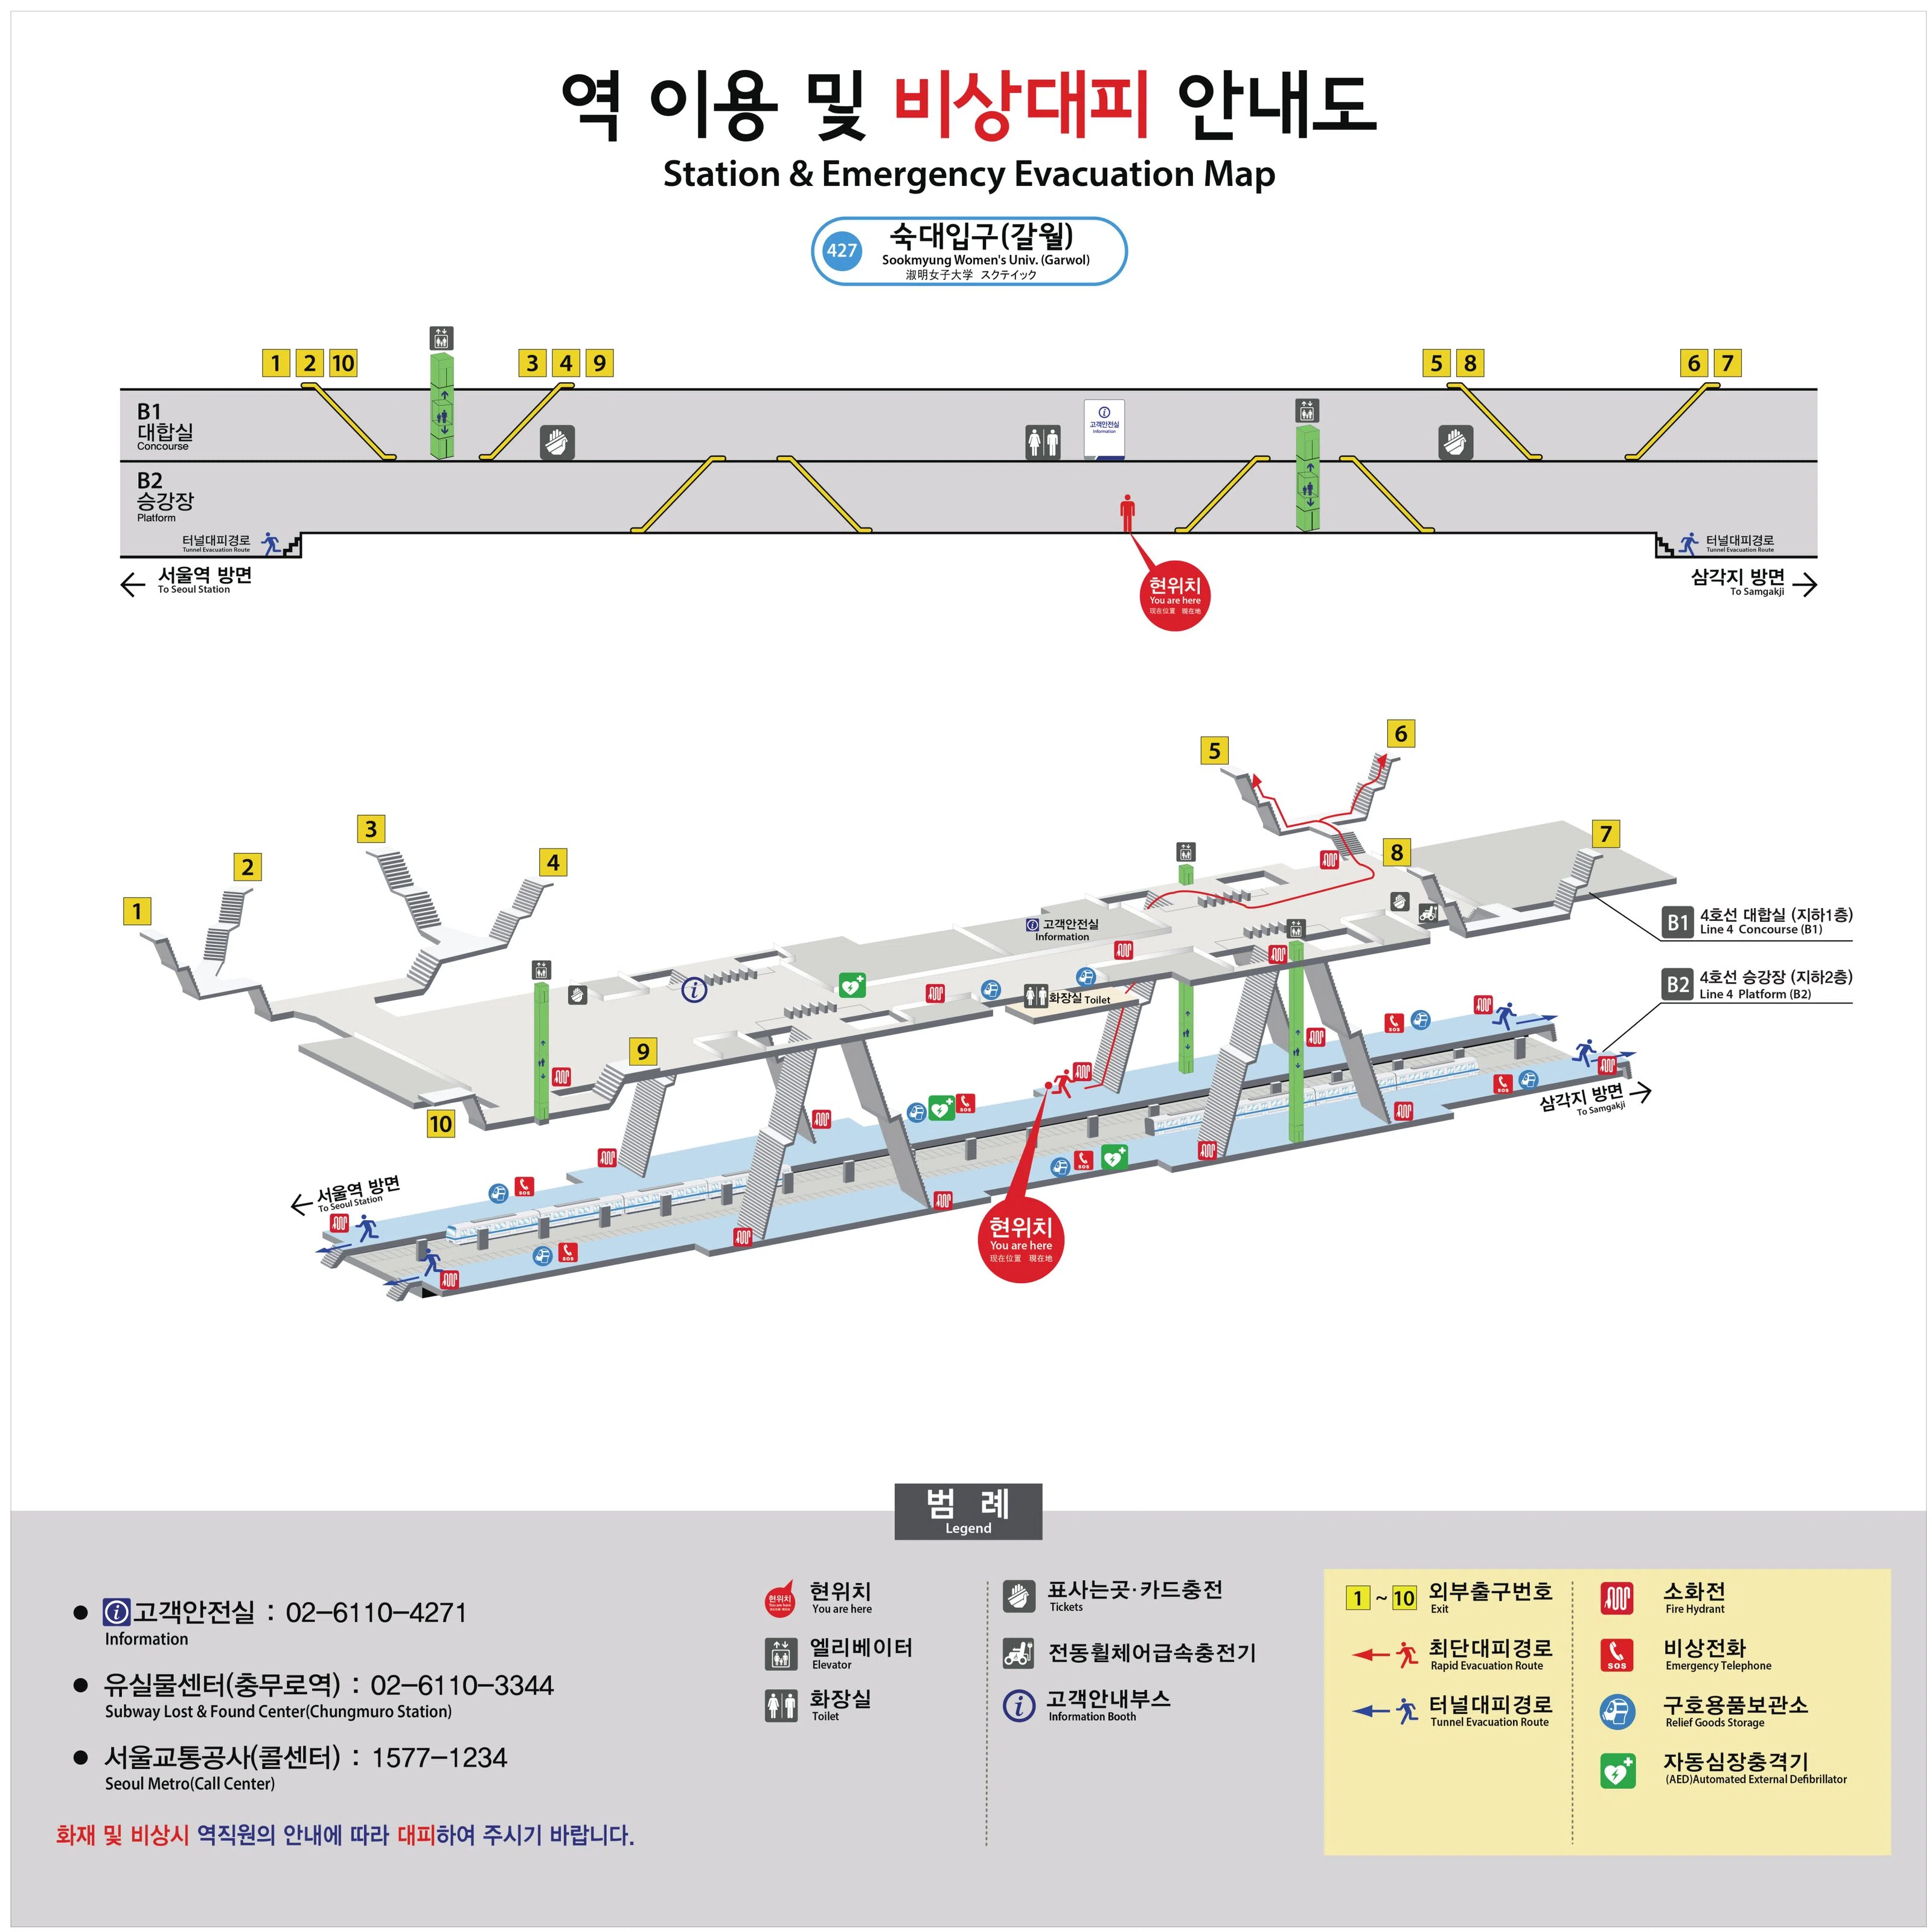 역 이용 및 비상대피 안내도
Station & Emergency Evacuation Map
427
숙대입구(갈월)
Sookmyung Women's Univ. (Garwol)
淑明女子大学 スクテイック
1 2 10
3 4 9
5 8
6 7
B1
대합실
Concourse
고객안전실
Information
B2
승강장
Platform
터널대피경로
Tunnel Evacuation Route
터널대피경로
Tunnel Evacuation Route
서울역 방면
To Seoul Station
삼각지 방면
To Samgakji
현위치
You are here
现在位置 現在地
5
6
3
2
4
1
8
7
고객안전실
Information
화장실 Toilet
9
10
B1 4호선 대합실 (지하1층)
Line 4 Concourse (B1)
B2 4호선 승강장 (지하2층)
Line 4 Platform (B2)
SOS
SOS
SOS
SOS
SOS
SOS
삼각지 방면
To Samgakji
서울역 방면
To Seoul Station
현위치
You are here
现在位置 現在地
범 례
Legend
● 고객안전실 : 02-6110-4271
Information
● 유실물센터(충무로역) : 02-6110-3344
Subway Lost & Found Center(Chungmuro Station)
● 서울교통공사(콜센터) : 1577-1234
Seoul Metro(Call Center)
화재 및 비상시 역직원의 안내에 따라 대피하여 주시기 바랍니다.
현위치
현위치
You are here
엘리베이터
Elevator
화장실
Toilet
표사는곳·카드충전
Tickets
전동휠체어급속충전기
고객안내부스
Information Booth
1 ~ 10 외부출구번호
Exit
최단대피경로
Rapid Evacuation Route
터널대피경로
Tunnel Evacuation Route
소화전
Fire Hydrant
SOS
비상전화
Emergency Telephone
구호용품보관소
Relief Goods Storage
자동심장충격기
(AED)Automated External Defibrillator